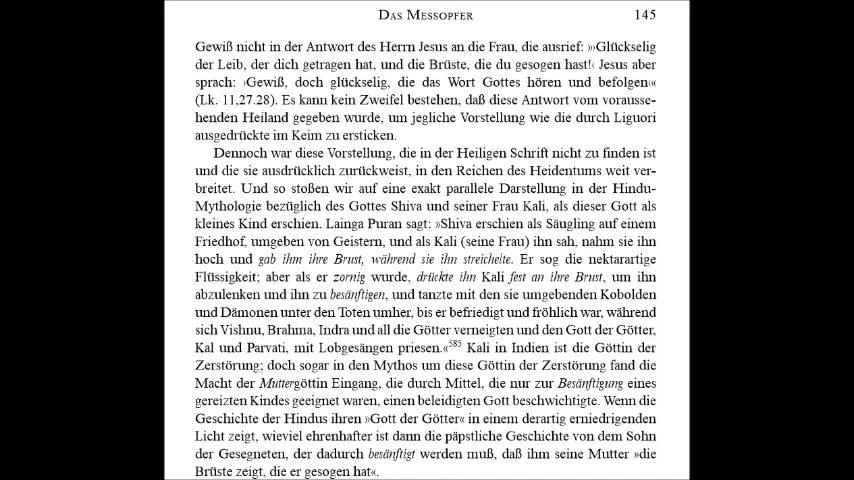 Das Messopfer 145
Gewiß nicht in der Antwort des Herrn Jesus an die Frau, die ausrief: »›Glückselig
der Leib, der dich getragen hat, und die Brüste, die du gesogen hast!‹ Jesus aber
sprach: ›Gewiß, doch glückselig, die das Wort Gottes hören und befolgen‹«
(Lk. 11,27.28). Es kann kein Zweifel bestehen, daß diese Antwort vom vorausse-
henden Heiland gegeben wurde, um jegliche Vorstellung wie die durch Liguori
ausgedrückte im Keim zu ersticken.
Dennoch war diese Vorstellung, die in der Heiligen Schrift nicht zu finden ist
und die sie ausdrücklich zurückweist, in den Reichen des Heidentums weit ver-
breitet. Und so stoßen wir auf eine exakt parallele Darstellung in der Hindu-
Mythologie bezüglich des Gottes Shiva und seiner Frau Kali, als dieser Gott als
kleines Kind erschien. Lainga Puran sagt: »Shiva erschien als Säugling auf einem
Friedhof, umgeben von Geistern, und als Kali (seine Frau) ihn sah, nahm sie ihn
hoch und gab ihm ihre Brust, während sie ihn streichelte. Er sog die nektarartige
Flüssigkeit; aber als er zornig wurde, drückte ihn Kali fest an ihre Brust, um ihn
abzulenken und ihn zu besänftigen, und tanzte mit den sie umgebenden Kobolden
und Dämonen unter den Toten umher, bis er befriedigt und fröhlich war, während
sich Vishnu, Brahma, Indra und all die Götter verneigten und den Gott der Götter,
Kal und Parvati, mit Lobgesängen priesen.«585 Kali in Indien ist die Göttin der
Zerstörung; doch sogar in den Mythos um diese Göttin der Zerstörung fand die
Macht der Muttergöttin Eingang, die durch Mittel, die nur zur Besänftigung eines
gereizten Kindes geeignet waren, einen beleidigten Gott beschwichtigte. Wenn die
Geschichte der Hindus ihren »Gott der Götter« in einem derartig erniedrigenden
Licht zeigt, wieviel ehrenhafter ist dann die päpstliche Geschichte von dem Sohn
der Gesegneten, der dadurch besänftigt werden muß, daß ihm seine Mutter »die
Brüste zeigt, die er gesogen hat«.